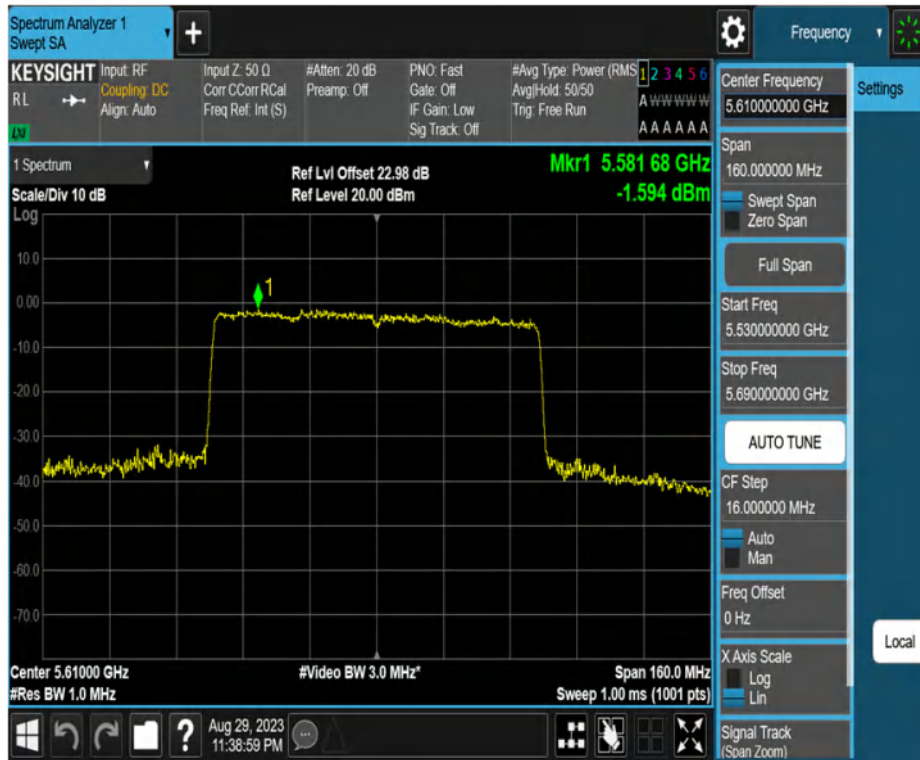 Spectrum Analyzer 1
Swept SA
+
Frequency
KEYSIGHT
RL
LXI
Input: RF
Coupling: DC
Align: Auto
Input Z: 50 Ω
Corr CCorr RCal
Freq Ref: Int (S)
#Atten: 20 dB
Preamp: Off
PNO: Fast
Gate: Off
IF Gain: Low
Sig Track: Off
#Avg Type: Power (RMS
Avg|Hold: 50/50
Trig: Free Run
1 2 3 4 5 6
A W W W W W
A A A A A A
1 Spectrum
Scale/Div 10 dB
Log
Ref Lvl Offset 22.98 dB
Ref Level 20.00 dBm
Mkr1 5.581 68 GHz
-1.594 dBm
10.0
0.00
-10.0
-20.0
-30.0
-40.0
-50.0
-60.0
-70.0
1
Center 5.61000 GHz
#Res BW 1.0 MHz
#Video BW 3.0 MHz*
Span 160.0 MHz
Sweep 1.00 ms (1001 pts)
?
Aug 29, 2023
11:38:59 PM
Center Frequency
5.610000000 GHz
Span
160.000000 MHz
Swept Span
Zero Span
Full Span
Start Freq
5.530000000 GHz
Stop Freq
5.690000000 GHz
AUTO TUNE
CF Step
16.000000 MHz
Auto
Man
Freq Offset
0 Hz
X Axis Scale
Log
Lin
Signal Track
(Span Zoom)
Settings
Local